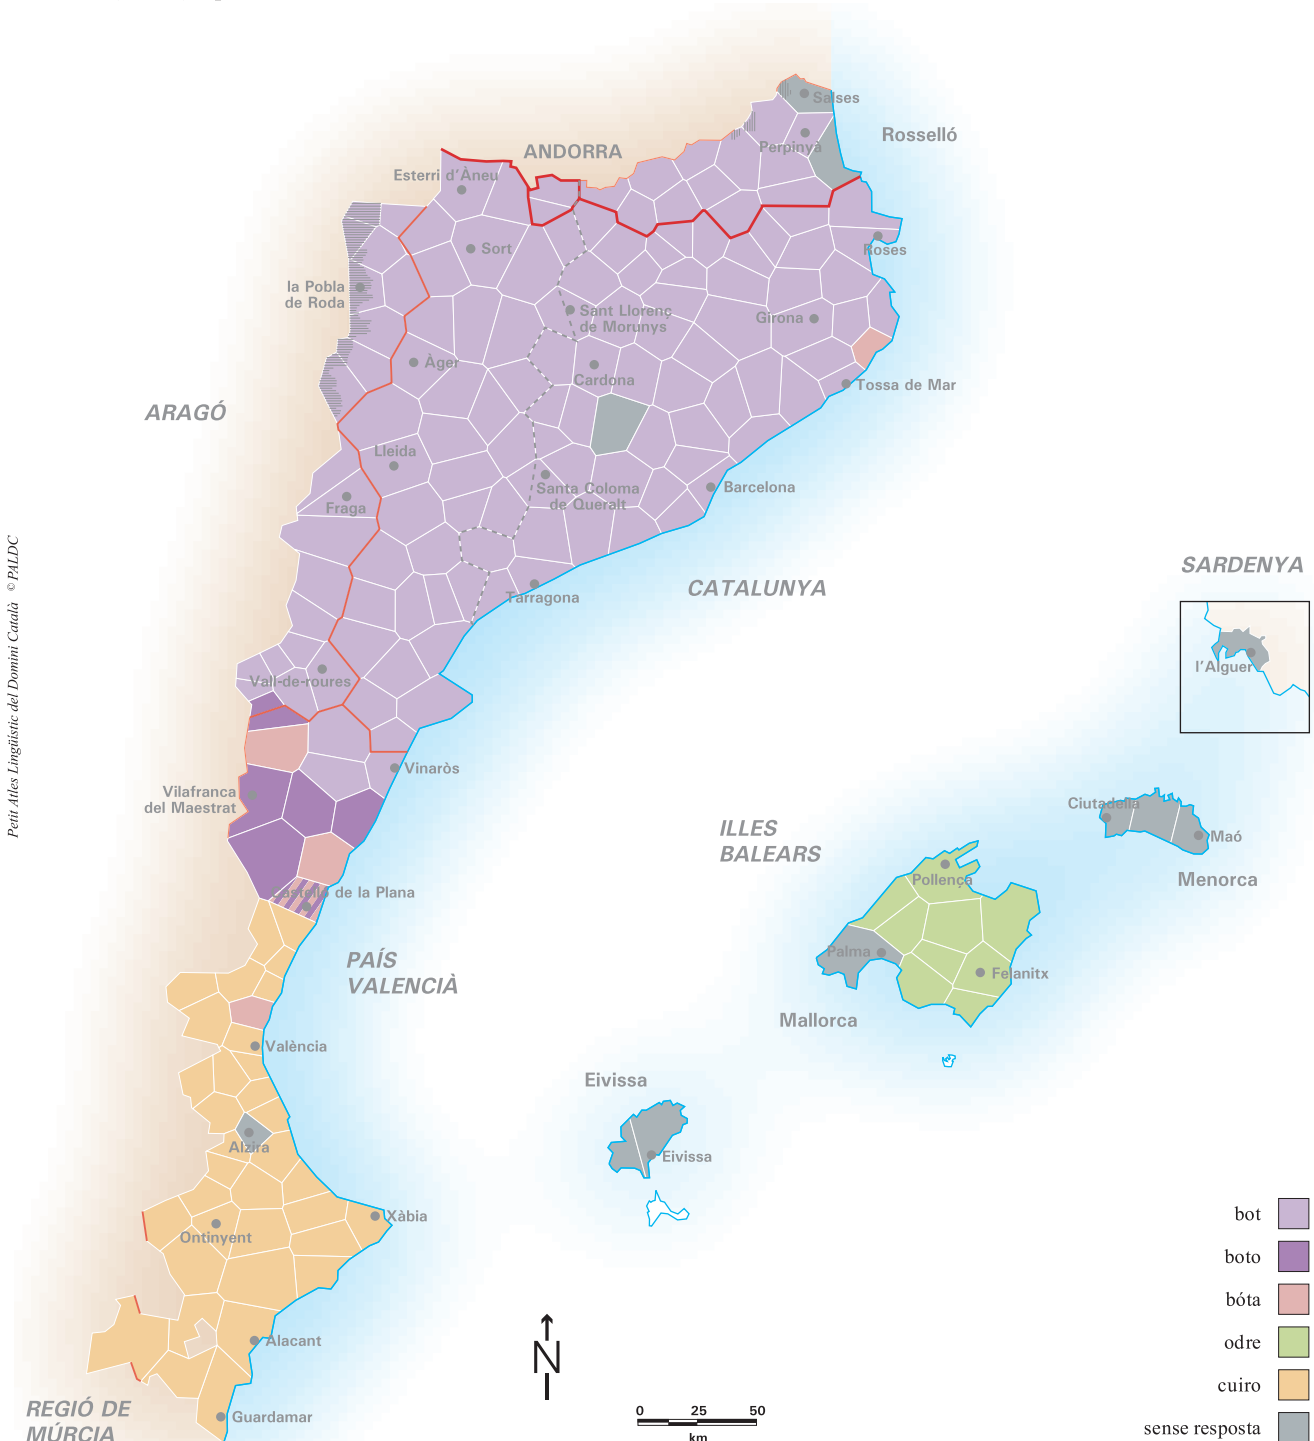 Salses
Rosselló
Perpinyà
ANDORRA
Esterri d'Àneu
Sort
Roses
la Pobla
de Roda
Sant Llorenç
de Morunys
Girona
Àger
Cardona
Tossa de Mar
ARAGÓ
Lleida
Santa Coloma
de Queralt
Barcelona
Fraga
Petit Atles Lingüístic del Domini Català © PALDC
SARDENYA
CATALUNYA
Tarragona
l'Alguer
Vall-de-roures
Vinaròs
Vilafranca
del Maestrat
Ciutadella
Maó
ILLES
BALEARS
Pollença
Menorca
Castelló de la Plana
PAÍS
VALENCIÀ
Palma
Felanitx
Mallorca
València
Eivissa
Alzira
Eivissa
Xàbia
Ontinyent
bot
boto
bóta
odre
cuiro
sense resposta
Alacant
N
REGIÓ DE
MÚRCIA
Guardamar
0 25 50
km